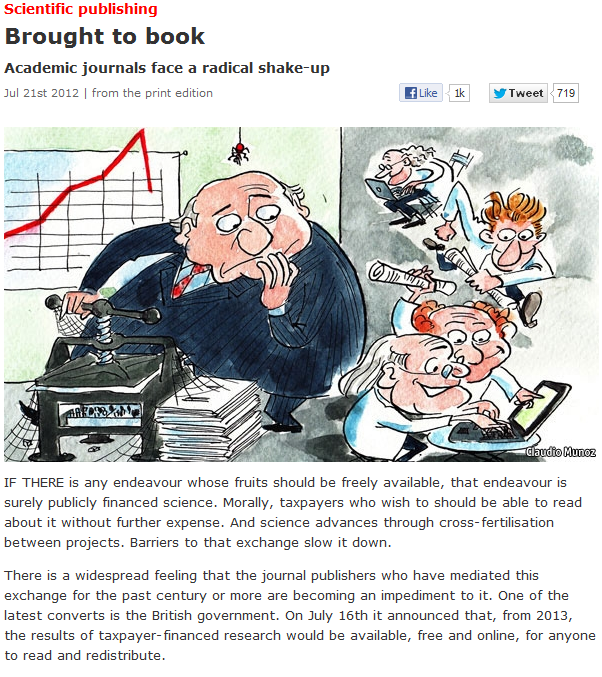 Scientific publishing
Brought to book
Academic journals face a radical shake-up
Jul 21st 2012 | from the print edition
Like 1k Tweet 719
Claudio Munoz
IF THERE is any endeavour whose fruits should be freely available, that endeavour is
surely publicly financed science. Morally, taxpayers who wish to should be able to read
about it without further expense. And science advances through cross-fertilisation
between projects. Barriers to that exchange slow it down.
There is a widespread feeling that the journal publishers who have mediated this
exchange for the past century or more are becoming an impediment to it. One of the
latest converts is the British government. On July 16th it announced that, from 2013,
the results of taxpayer-financed research would be available, free and online, for anyone
to read and redistribute.